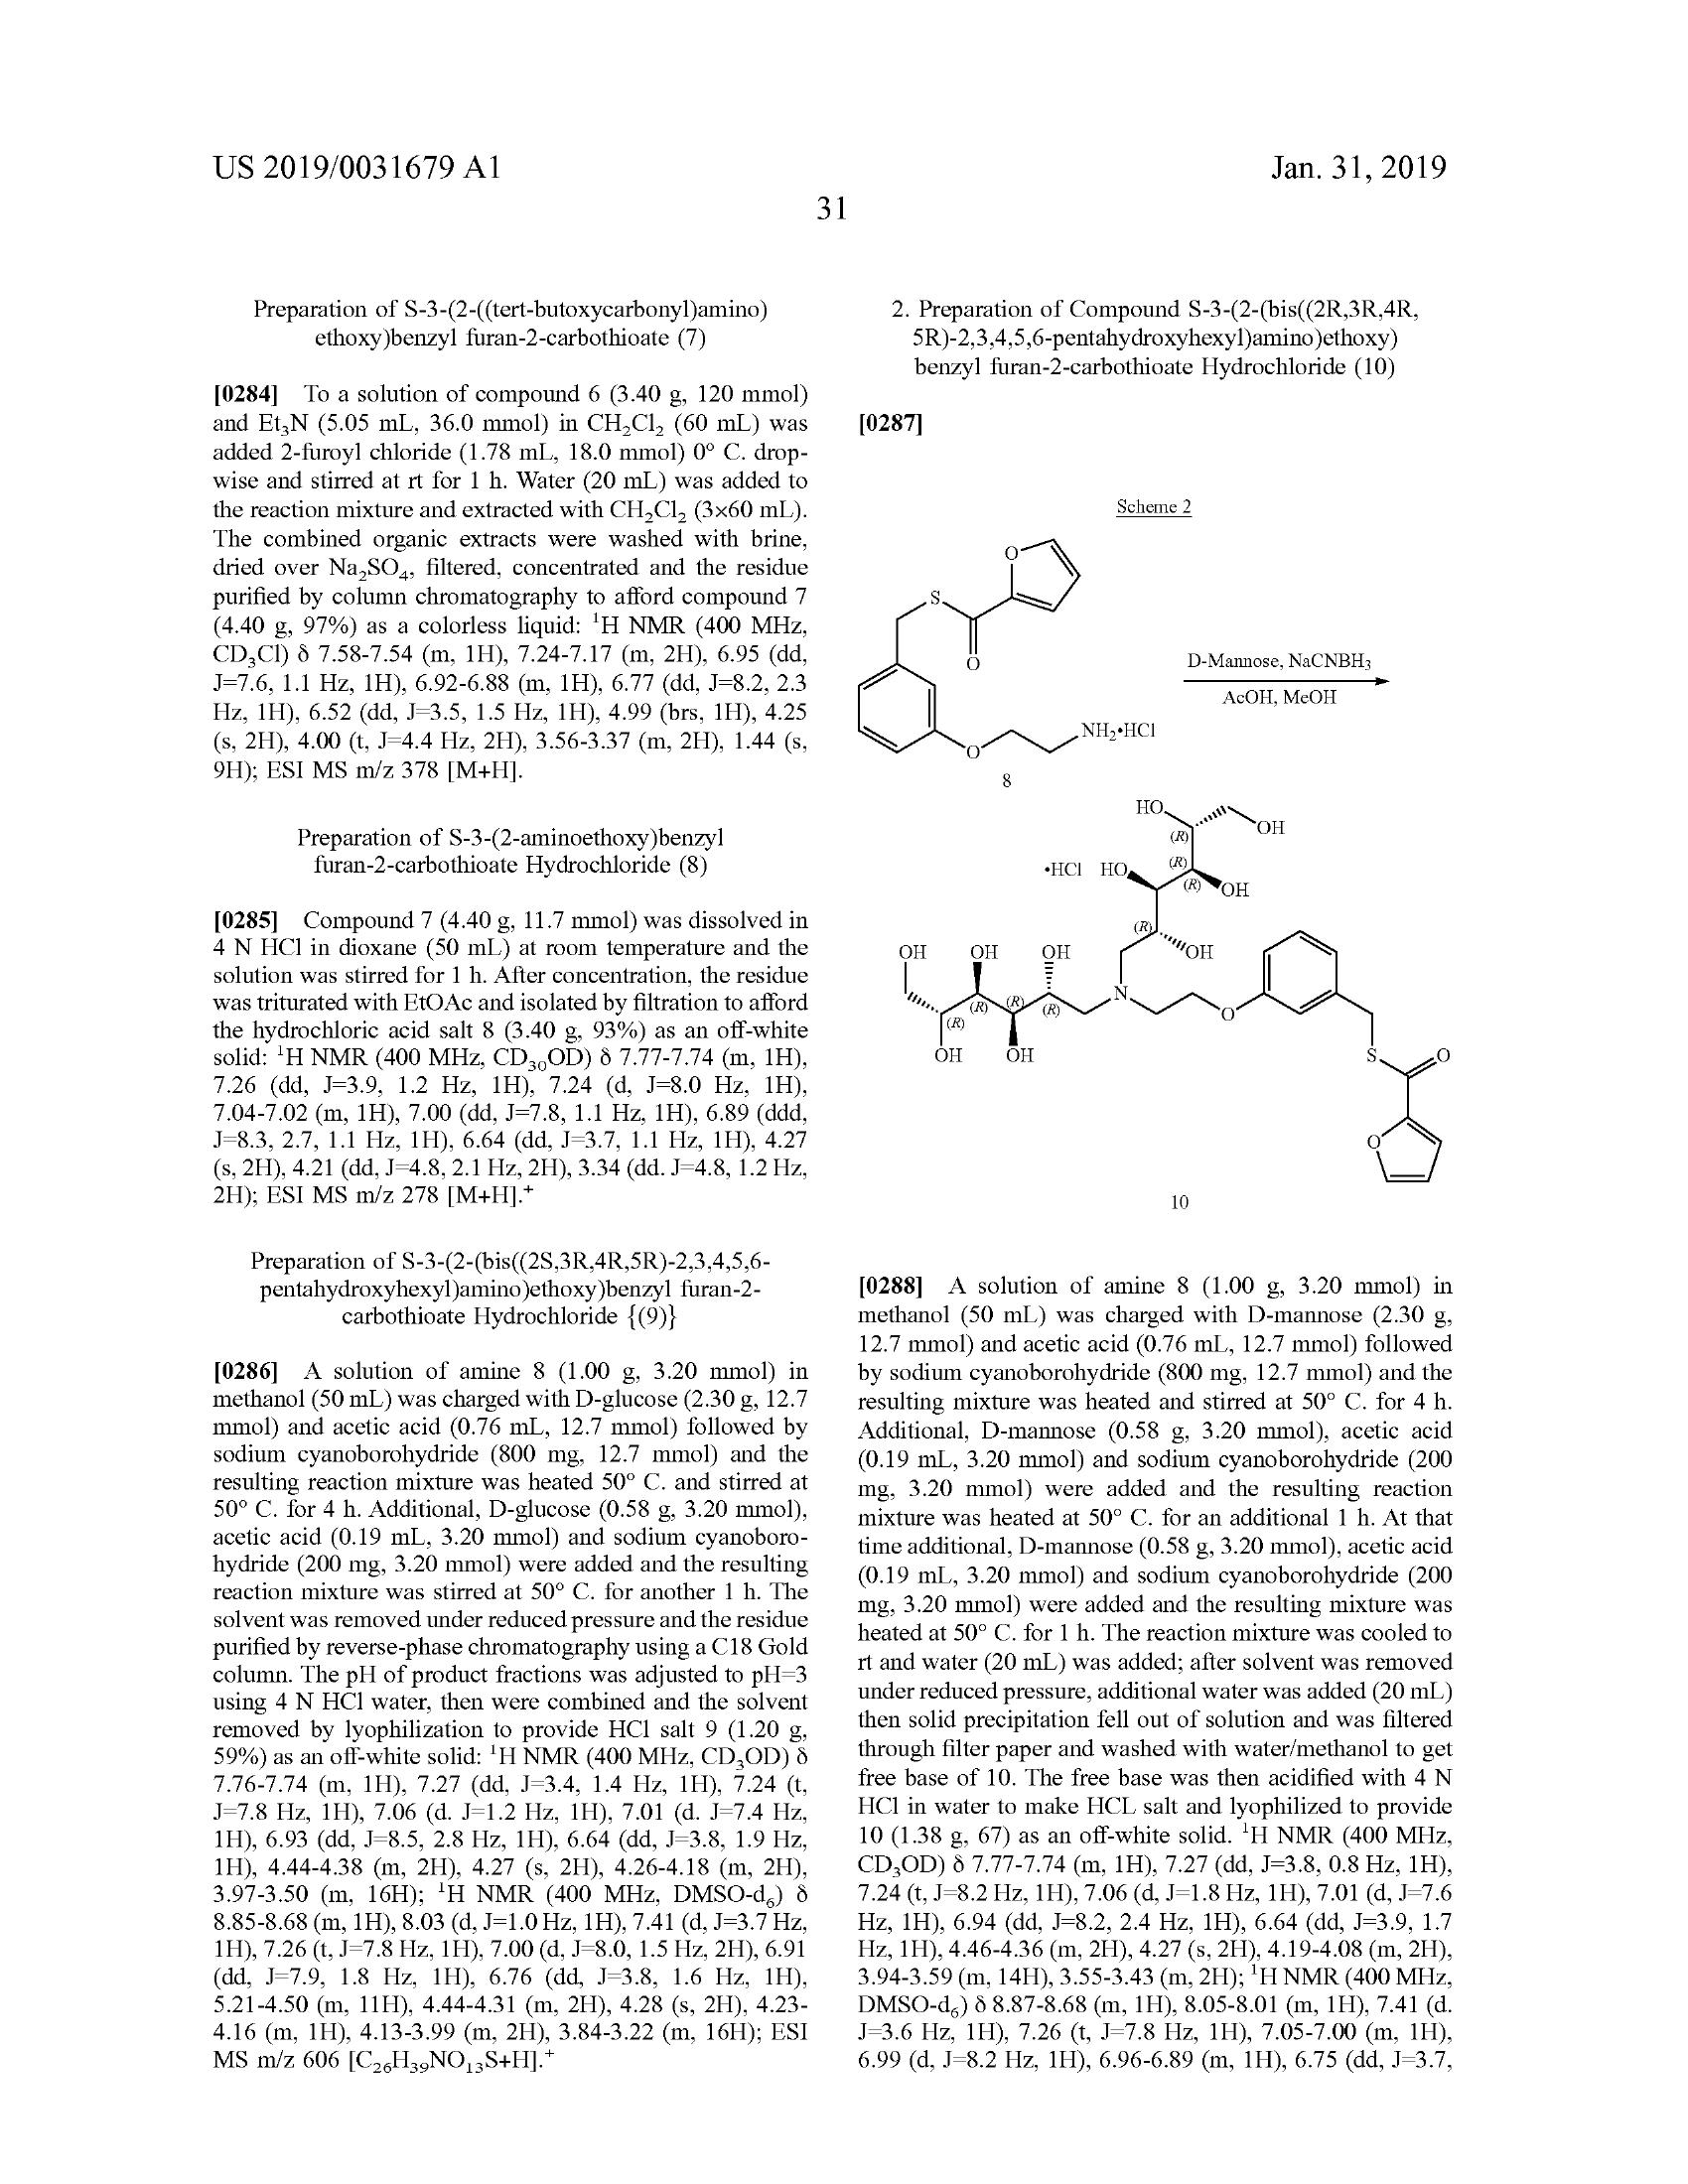 US 2019/0031679 A1
Jan. 31, 2019
31
Preparation of S-3-(2-((tert-butoxycarbonyl)amino)
ethoxy)benzyl furan-2-carbothioate (7)
[0284] To a solution of compound 6 (3.40 g, 120 mmol)
and Et₃N (5.05 mL, 36.0 mmol) in CH₂Cl₂ (60 mL) was
added 2-furoyl chloride (1.78 mL, 18.0 mmol) 0° C. drop-
wise and stirred at rt for 1 h. Water (20 mL) was added to
the reaction mixture and extracted with CH₂Cl₂ (3x60 mL).
The combined organic extracts were washed with brine,
dried over Na₂SO₄, filtered, concentrated and the residue
purified by column chromatography to afford compound 7
(4.40 g, 97%) as a colorless liquid: ¹H NMR (400 MHz,
CD₃Cl) δ 7.58-7.54 (m, 1H), 7.24-7.17 (m, 2H), 6.95 (dd,
J=7.6, 1.1 Hz, 1H), 6.92-6.88 (m, 1H), 6.77 (dd, J=8.2, 2.3
Hz, 1H), 6.52 (dd, J=3.5, 1.5 Hz, 1H), 4.99 (brs, 1H), 4.25
(s, 2H), 4.00 (t, J=4.4 Hz, 2H), 3.56-3.37 (m, 2H), 1.44 (s,
9H); ESI MS m/z 378 [M+H].
Preparation of S-3-(2-aminoethoxy)benzyl
furan-2-carbothioate Hydrochloride (8)
[0285] Compound 7 (4.40 g, 11.7 mmol) was dissolved in
4 N HCl in dioxane (50 mL) at room temperature and the
solution was stirred for 1 h. After concentration, the residue
was triturated with EtOAc and isolated by filtration to afford
the hydrochloric acid salt 8 (3.40 g, 93%) as an off-white
solid: ¹H NMR (400 MHz, CD₃₀OD) δ 7.77-7.74 (m, 1H),
7.26 (dd, J=3.9, 1.2 Hz, 1H), 7.24 (d, J=8.0 Hz, 1H),
7.04-7.02 (m, 1H), 7.00 (dd, J=7.8, 1.1 Hz, 1H), 6.89 (ddd,
J=8.3, 2.7, 1.1 Hz, 1H), 6.64 (dd, J=3.7, 1.1 Hz, 1H), 4.27
(s, 2H), 4.21 (dd, J=4.8, 2.1 Hz, 2H), 3.34 (dd. J=4.8, 1.2 Hz,
2H); ESI MS m/z 278 [M+H].⁺
Preparation of S-3-(2-(bis((2S,3R,4R,5R)-2,3,4,5,6-
pentahydroxyhexyl)amino)ethoxy)benzyl furan-2-
carbothioate Hydrochloride {(9)}
[0286] A solution of amine 8 (1.00 g, 3.20 mmol) in
methanol (50 mL) was charged with D-glucose (2.30 g, 12.7
mmol) and acetic acid (0.76 mL, 12.7 mmol) followed by
sodium cyanoborohydride (800 mg, 12.7 mmol) and the
resulting reaction mixture was heated 50° C. and stirred at
50° C. for 4 h. Additional, D-glucose (0.58 g, 3.20 mmol),
acetic acid (0.19 mL, 3.20 mmol) and sodium cyanoboro-
hydride (200 mg, 3.20 mmol) were added and the resulting
reaction mixture was stirred at 50° C. for another 1 h. The
solvent was removed under reduced pressure and the residue
purified by reverse-phase chromatography using a C18 Gold
column. The pH of product fractions was adjusted to pH=3
using 4 N HCl water, then were combined and the solvent
removed by lyophilization to provide HCl salt 9 (1.20 g,
59%) as an off-white solid: ¹H NMR (400 MHz, CD₃OD) δ
7.76-7.74 (m, 1H), 7.27 (dd, J=3.4, 1.4 Hz, 1H), 7.24 (t,
J=7.8 Hz, 1H), 7.06 (d. J=1.2 Hz, 1H), 7.01 (d. J=7.4 Hz,
1H), 6.93 (dd, J=8.5, 2.8 Hz, 1H), 6.64 (dd, J=3.8, 1.9 Hz,
1H), 4.44-4.38 (m, 2H), 4.27 (s, 2H), 4.26-4.18 (m, 2H),
3.97-3.50 (m, 16H); ¹H NMR (400 MHz, DMSO-d₆) δ
8.85-8.68 (m, 1H), 8.03 (d, J=1.0 Hz, 1H), 7.41 (d, J=3.7 Hz,
1H), 7.26 (t, J=7.8 Hz, 1H), 7.00 (d, J=8.0, 1.5 Hz, 2H), 6.91
(dd, J=7.9, 1.8 Hz, 1H), 6.76 (dd, J=3.8, 1.6 Hz, 1H),
5.21-4.50 (m, 11H), 4.44-4.31 (m, 2H), 4.28 (s, 2H), 4.23-
4.16 (m, 1H), 4.13-3.99 (m, 2H), 3.84-3.22 (m, 16H); ESI
MS m/z 606 [C₂₆H₃₉NO₁₃S+H].⁺
2. Preparation of Compound S-3-(2-(bis((2R,3R,4R,
5R)-2,3,4,5,6-pentahydroxyhexyl)amino)ethoxy)
benzyl furan-2-carbothioate Hydrochloride (10)
[0287]
Scheme 2
O
S
O
D-Mannose, NaCNBH₃
AcOH, MeOH
NH₂•HCl
O
8
HO
OH
(R)
•HCl HO
(R)
(R)
OH
(R)
OH
OH OH OH
N
(R)
(R)
(R)
(R)
O
OH OH
S
O
O
10
[0288] A solution of amine 8 (1.00 g, 3.20 mmol) in
methanol (50 mL) was charged with D-mannose (2.30 g,
12.7 mmol) and acetic acid (0.76 mL, 12.7 mmol) followed
by sodium cyanoborohydride (800 mg, 12.7 mmol) and the
resulting mixture was heated and stirred at 50° C. for 4 h.
Additional, D-mannose (0.58 g, 3.20 mmol), acetic acid
(0.19 mL, 3.20 mmol) and sodium cyanoborohydride (200
mg, 3.20 mmol) were added and the resulting reaction
mixture was heated at 50° C. for an additional 1 h. At that
time additional, D-mannose (0.58 g, 3.20 mmol), acetic acid
(0.19 mL, 3.20 mmol) and sodium cyanoborohydride (200
mg, 3.20 mmol) were added and the resulting mixture was
heated at 50° C. for 1 h. The reaction mixture was cooled to
rt and water (20 mL) was added; after solvent was removed
under reduced pressure, additional water was added (20 mL)
then solid precipitation fell out of solution and was filtered
through filter paper and washed with water/methanol to get
free base of 10. The free base was then acidified with 4 N
HCl in water to make HCL salt and lyophilized to provide
10 (1.38 g, 67) as an off-white solid. ¹H NMR (400 MHz,
CD₃OD) δ 7.77-7.74 (m, 1H), 7.27 (dd, J=3.8, 0.8 Hz, 1H),
7.24 (t, J=8.2 Hz, 1H), 7.06 (d, J=1.8 Hz, 1H), 7.01 (d, J=7.6
Hz, 1H), 6.94 (dd, J=8.2, 2.4 Hz, 1H), 6.64 (dd, J=3.9, 1.7
Hz, 1H), 4.46-4.36 (m, 2H), 4.27 (s, 2H), 4.19-4.08 (m, 2H),
3.94-3.59 (m, 14H), 3.55-3.43 (m, 2H); ¹H NMR (400 MHz,
DMSO-d₆) δ 8.87-8.68 (m, 1H), 8.05-8.01 (m, 1H), 7.41 (d.
J=3.6 Hz, 1H), 7.26 (t, J=7.8 Hz, 1H), 7.05-7.00 (m, 1H),
6.99 (d, J=8.2 Hz, 1H), 6.96-6.89 (m, 1H), 6.75 (dd, J=3.7,